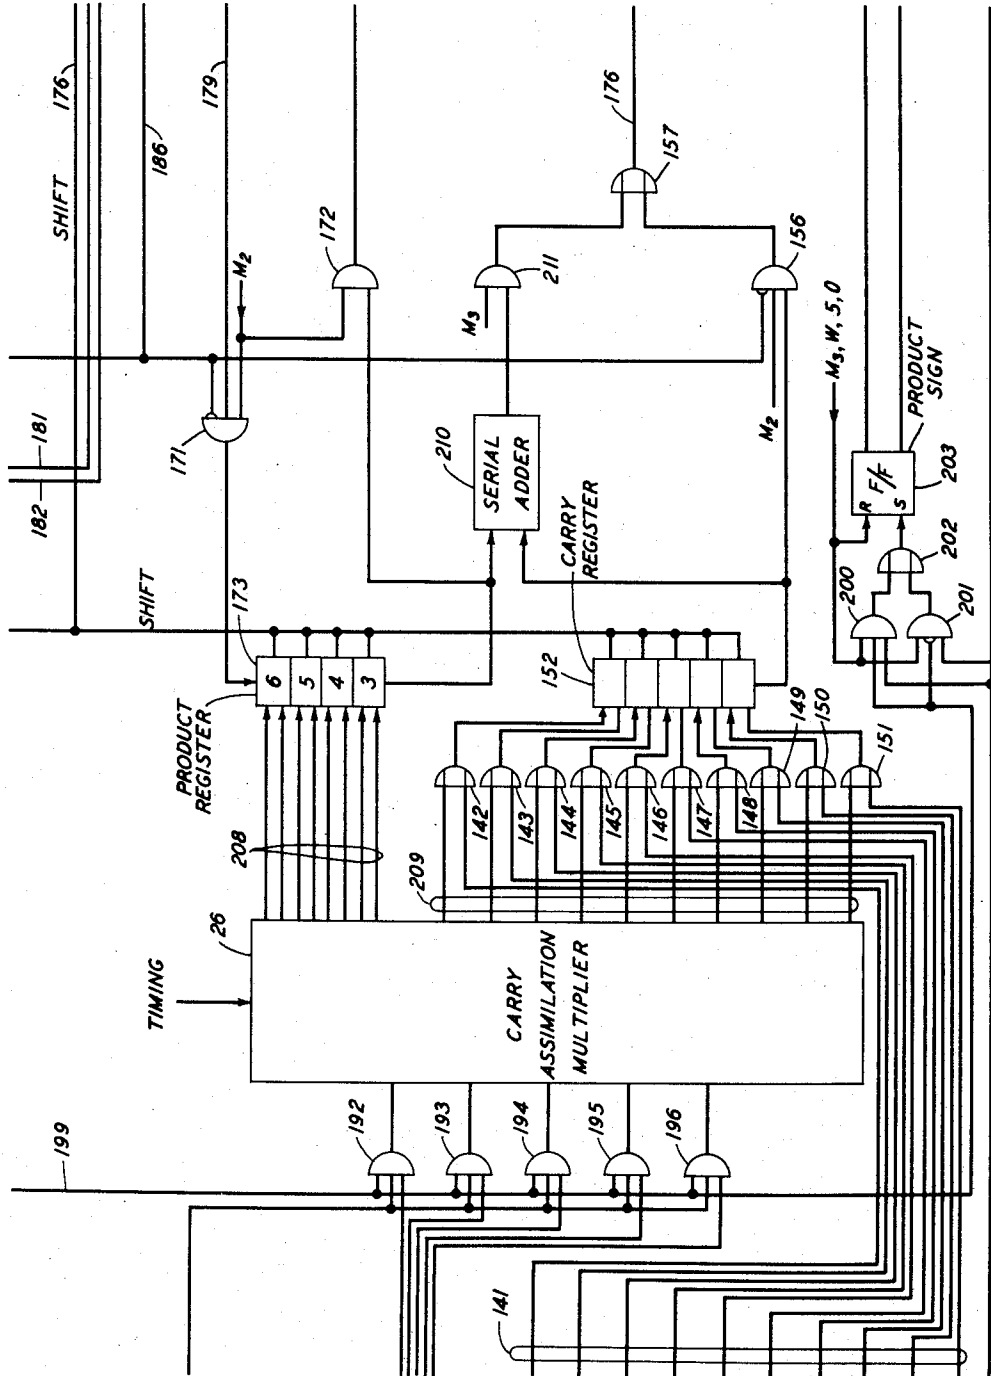 SHIFT
176
186
179
M2
172
181
182
171
SHIFT
173
6
5
4
3
PRODUCT
REGISTER
208
209
26
TIMING
CARRY
ASSIMILATION
MULTIPLIER
192
193
194
195
196
199
141
142
143
144
145
146
147
148
149
150
151
152
CARRY
REGISTER
210
SERIAL
ADDER
M3
211
157
176
156
M2
M3, W, 5, 0
PRODUCT
SIGN
R
F/F
S
203
202
200
201